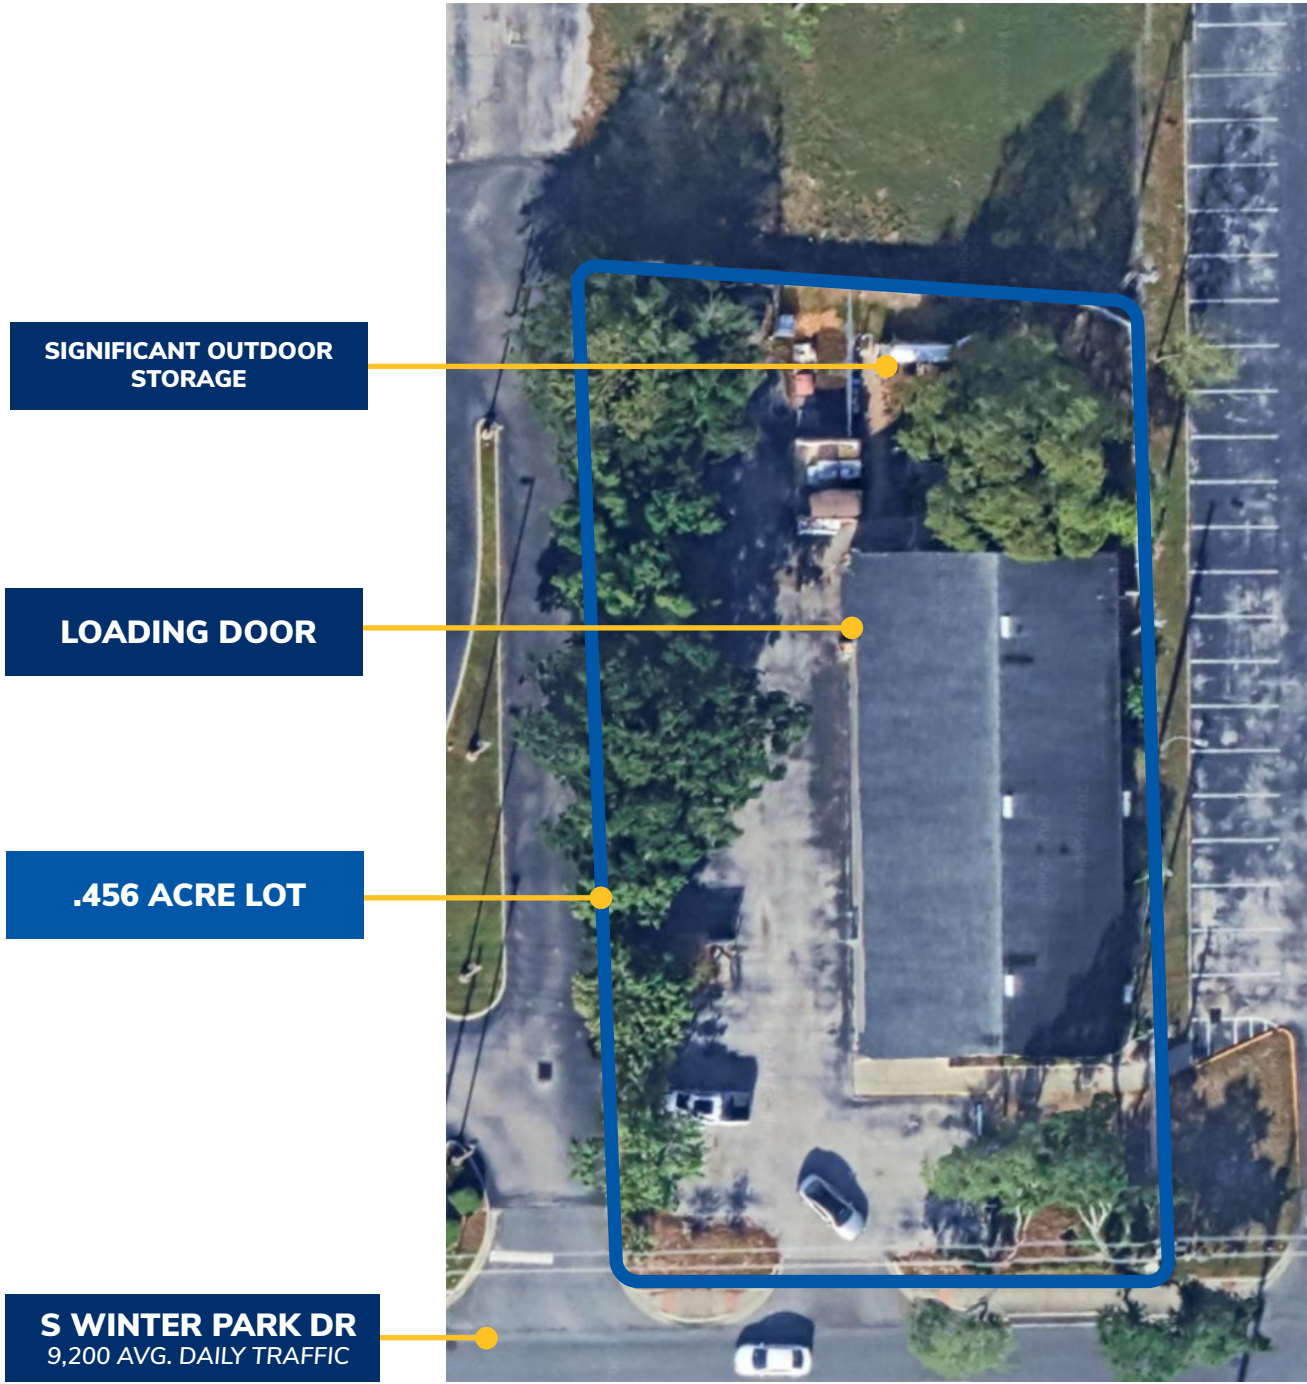 SIGNIFICANT OUTDOOR
STORAGE
LOADING DOOR
.456 ACRE LOT
S WINTER PARK DR
9,200 AVG. DAILY TRAFFIC